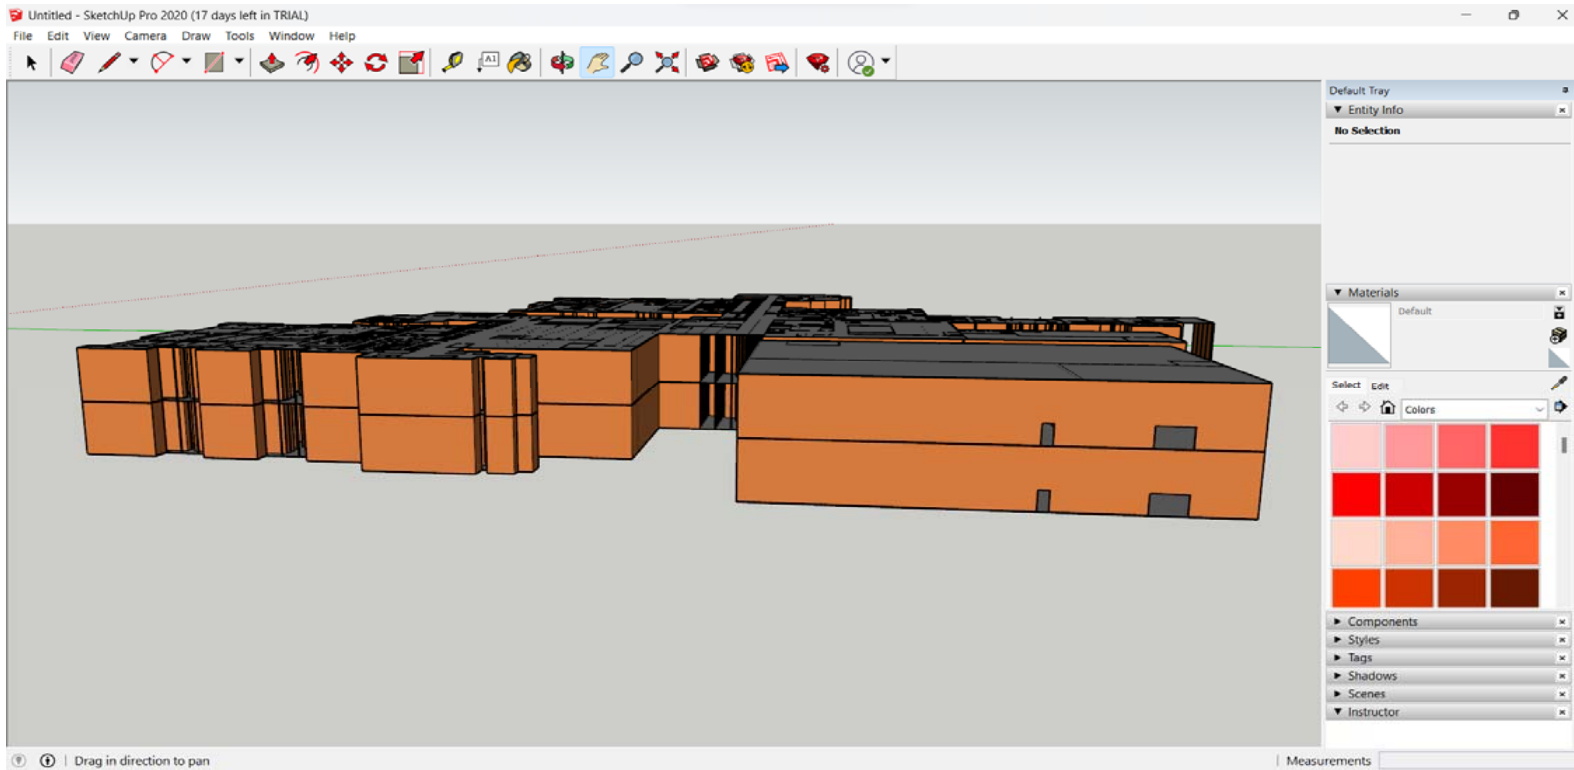 Untitled - SketchUp Pro 2020 (17 days left in TRIAL)
File Edit View Camera Draw Tools Window Help
A1
Default Tray
Entity Info
No Selection
Materials
Default
Select Edit
Colors
Components
Styles
Tags
Shadows
Scenes
Instructor
Drag in direction to pan
Measurements